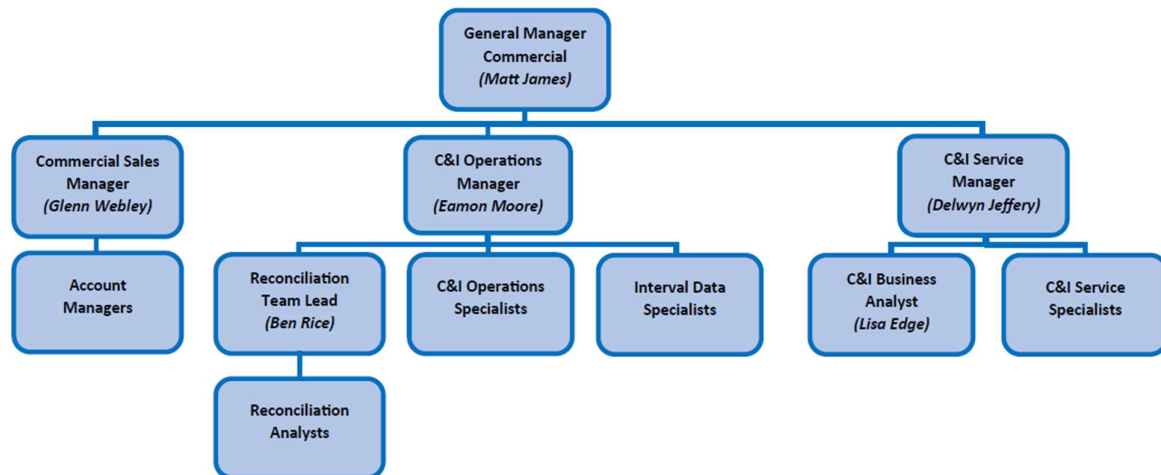 General Manager
Commercial
(Matt James)
Commercial Sales
Manager
(Glenn Webley)
C&I Operations
Manager
(Eamon Moore)
C&I Service
Manager
(Delwyn Jeffery)
Account
Managers
Reconciliation
Team Lead
(Ben Rice)
C&I Operations
Specialists
Interval Data
Specialists
C&I Business
Analyst
(Lisa Edge)
C&I Service
Specialists
Reconciliation
Analysts